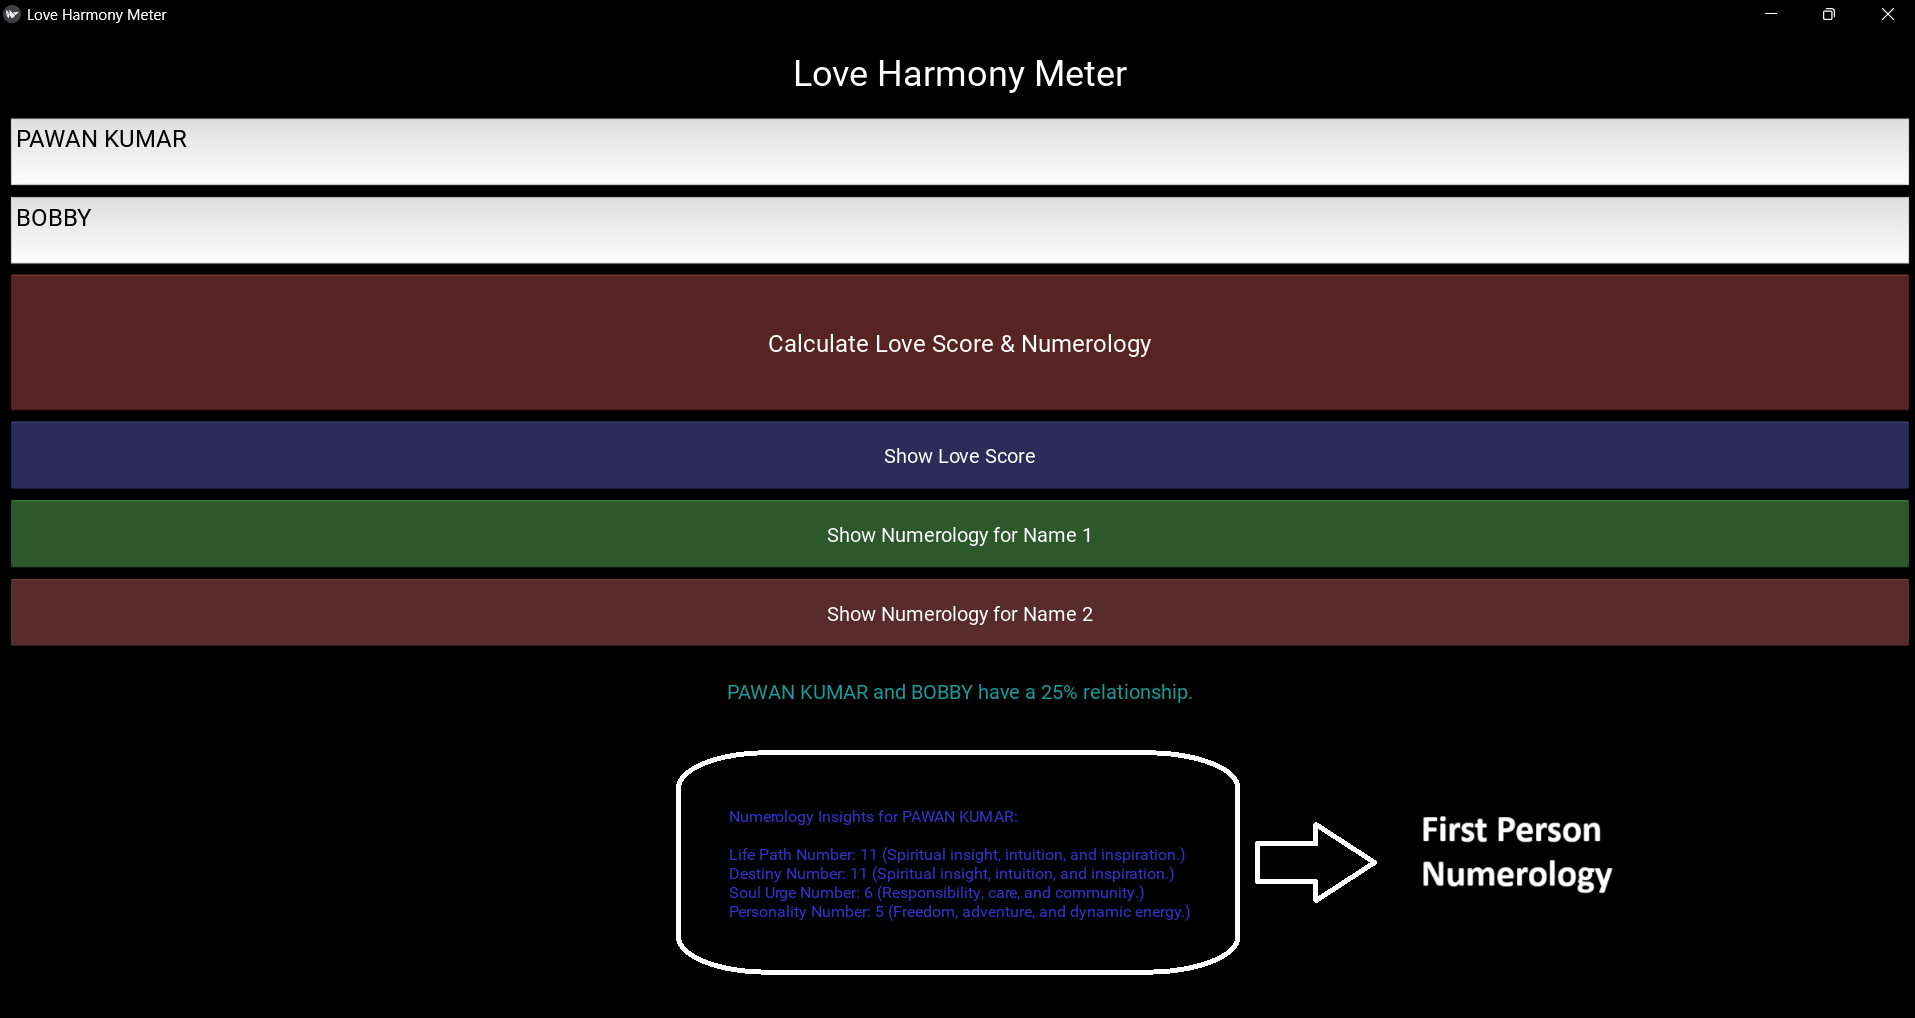 Love Harmony Meter
Love Harmony Meter
PAWAN KUMAR
BOBBY
Calculate Love Score & Numerology
Show Love Score
Show Numerology for Name 1
Show Numerology for Name 2
PAWAN KUMAR and BOBBY have a 25% relationship.
Numerology Insights for PAWAN KUMAR:
Life Path Number: 11 (Spiritual insight, intuition, and inspiration.)
Destiny Number: 11 (Spiritual insight, intuition, and inspiration.)
Soul Urge Number: 6 (Responsibility, care, and community.)
Personality Number: 5 (Freedom, adventure, and dynamic energy.)
First Person
Numerology